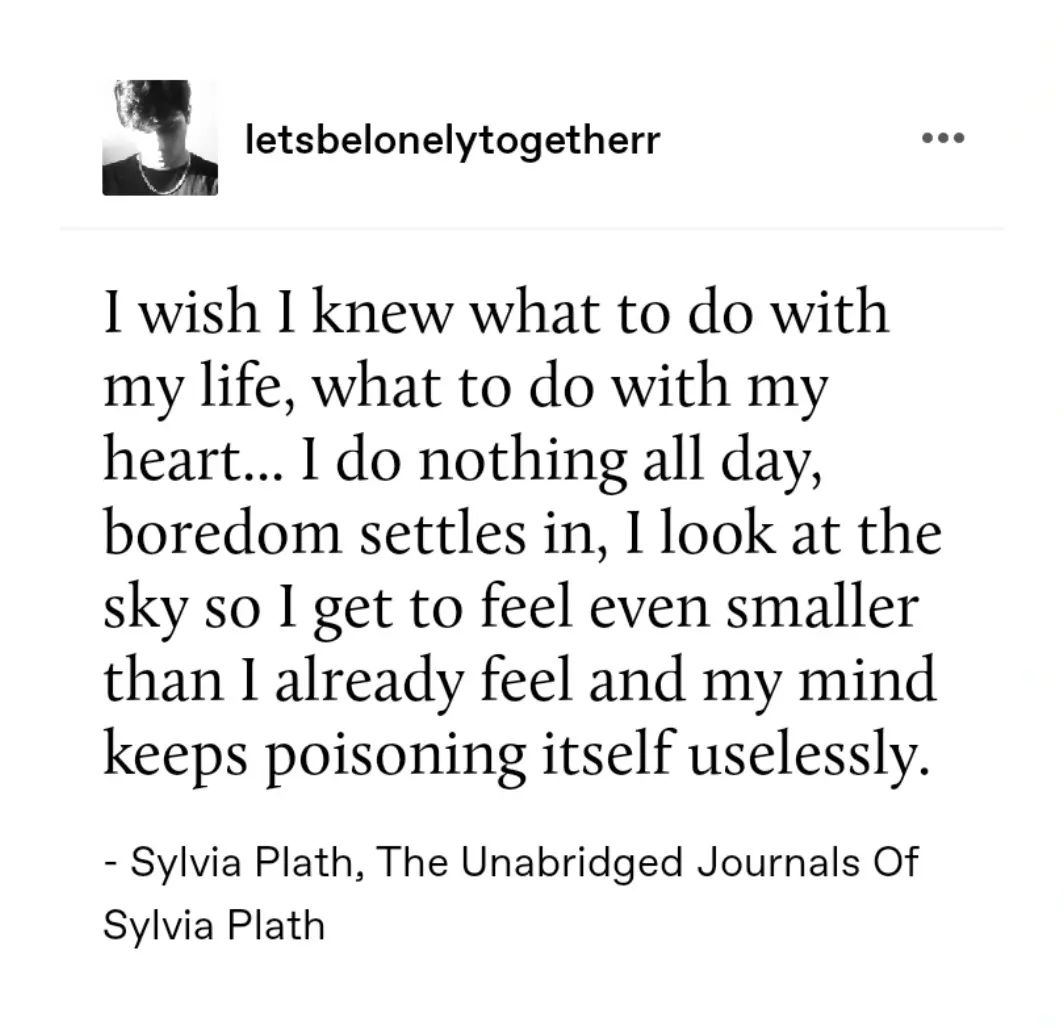 letsbelonelytogetherr
I wish I knew what to do with
my life, what to do with my
heart... I do nothing all day,
boredom settles in, I look at the
sky so I get to feel even smaller
than I already feel and my mind
keeps poisoning itself uselessly.
- Sylvia Plath, The Unabridged Journals Of
Sylvia Plath